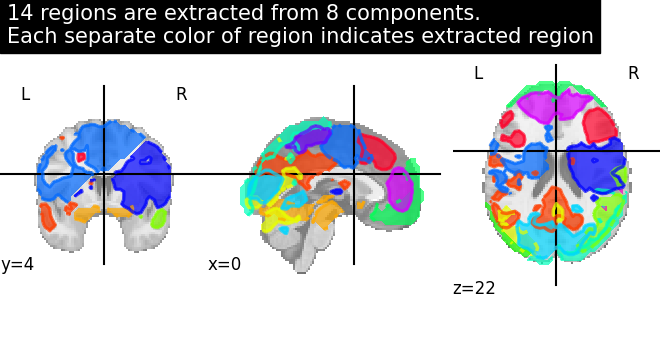 14 regions are extracted from 8 components.
Each separate color of region indicates extracted region
L R
L R
y=4
x=0
z=22